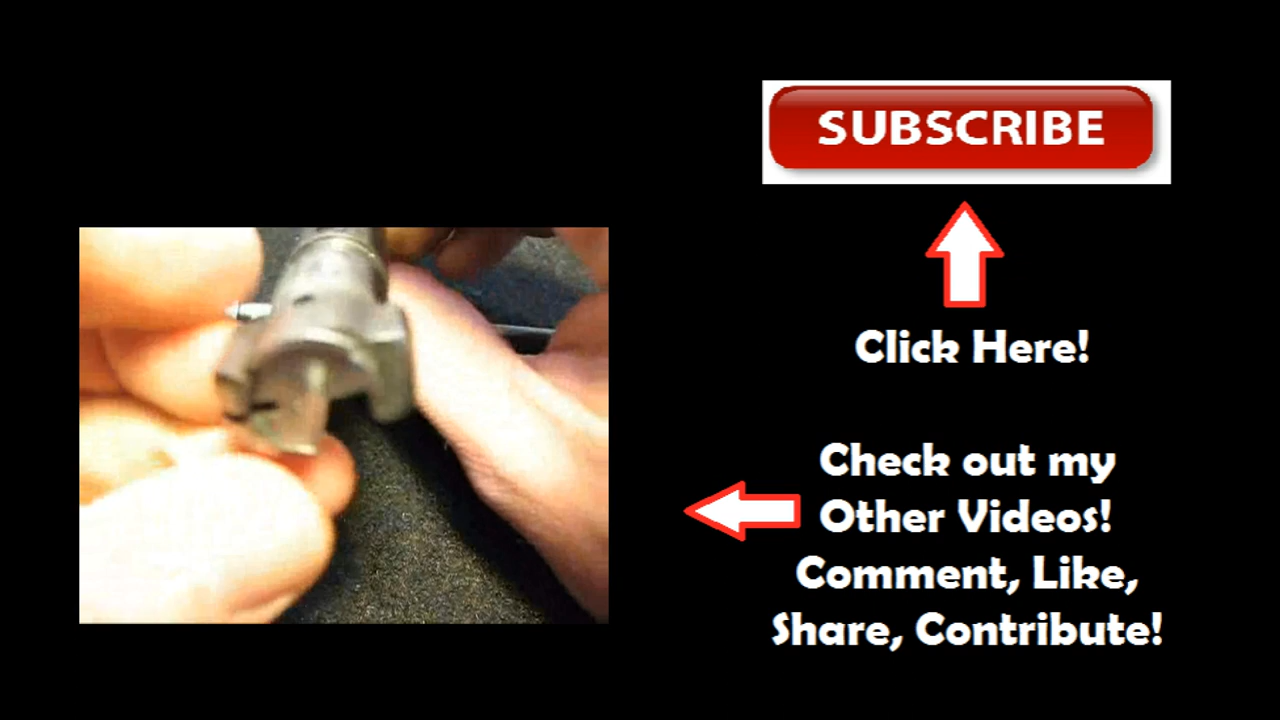 SUBSCRIBE
Click Here!
Check out my
Other Videos!
Comment, Like,
Share, Contribute!